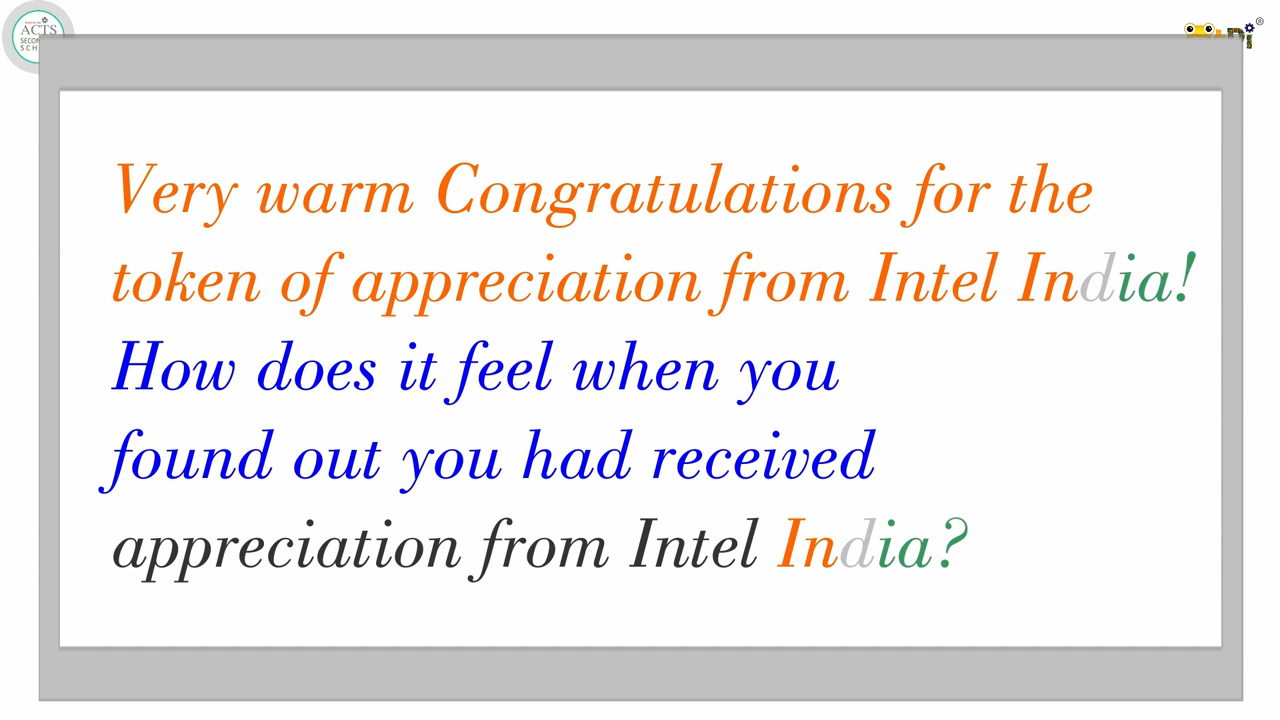 ACTS
Very warm Congratulations for the
token of appreciation from Intel India!
How does it feel when you
found out you had received
appreciation from Intel India?